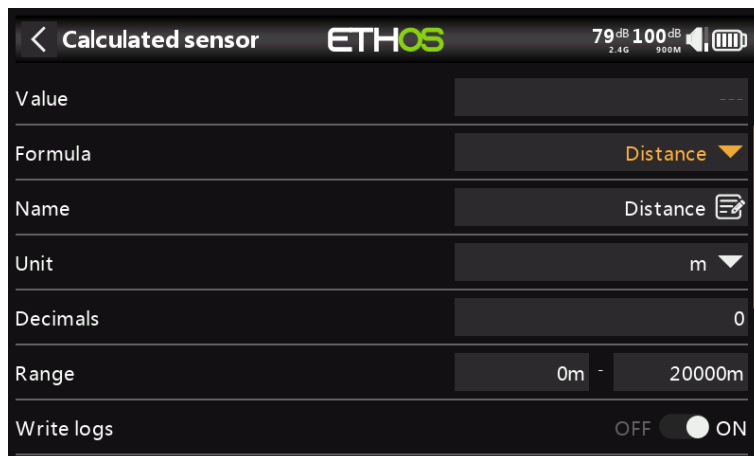 Calculated sensor ETHOS 79dB 2.4G 100dB 900M
Value ---
Formula Distance
Name Distance
Unit m
Decimals 0
Range 0m - 20000m
Write logs OFF ON